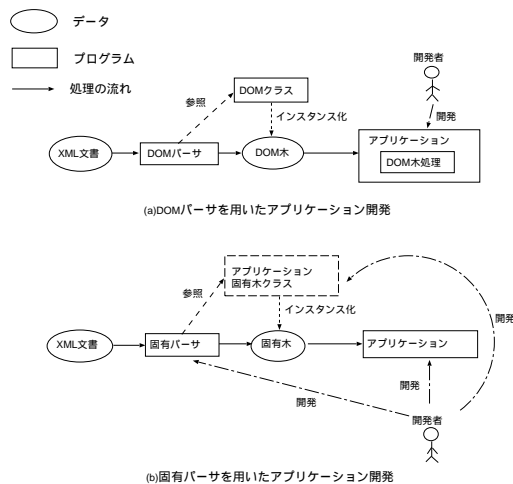 データ
プログラム
処理の流れ
DOMクラス
参照
インスタンス化
開発者
開発
XML文書
DOMパーサ
DOM木
アプリケーション
DOM木処理
(a)DOMパーサを用いたアプリケーション開発
アプリケーション
固有木クラス
参照
インスタンス化
開発
XML文書
固有パーサ
固有木
アプリケーション
開発
開発
開発者
(b)固有パーサを用いたアプリケーション開発